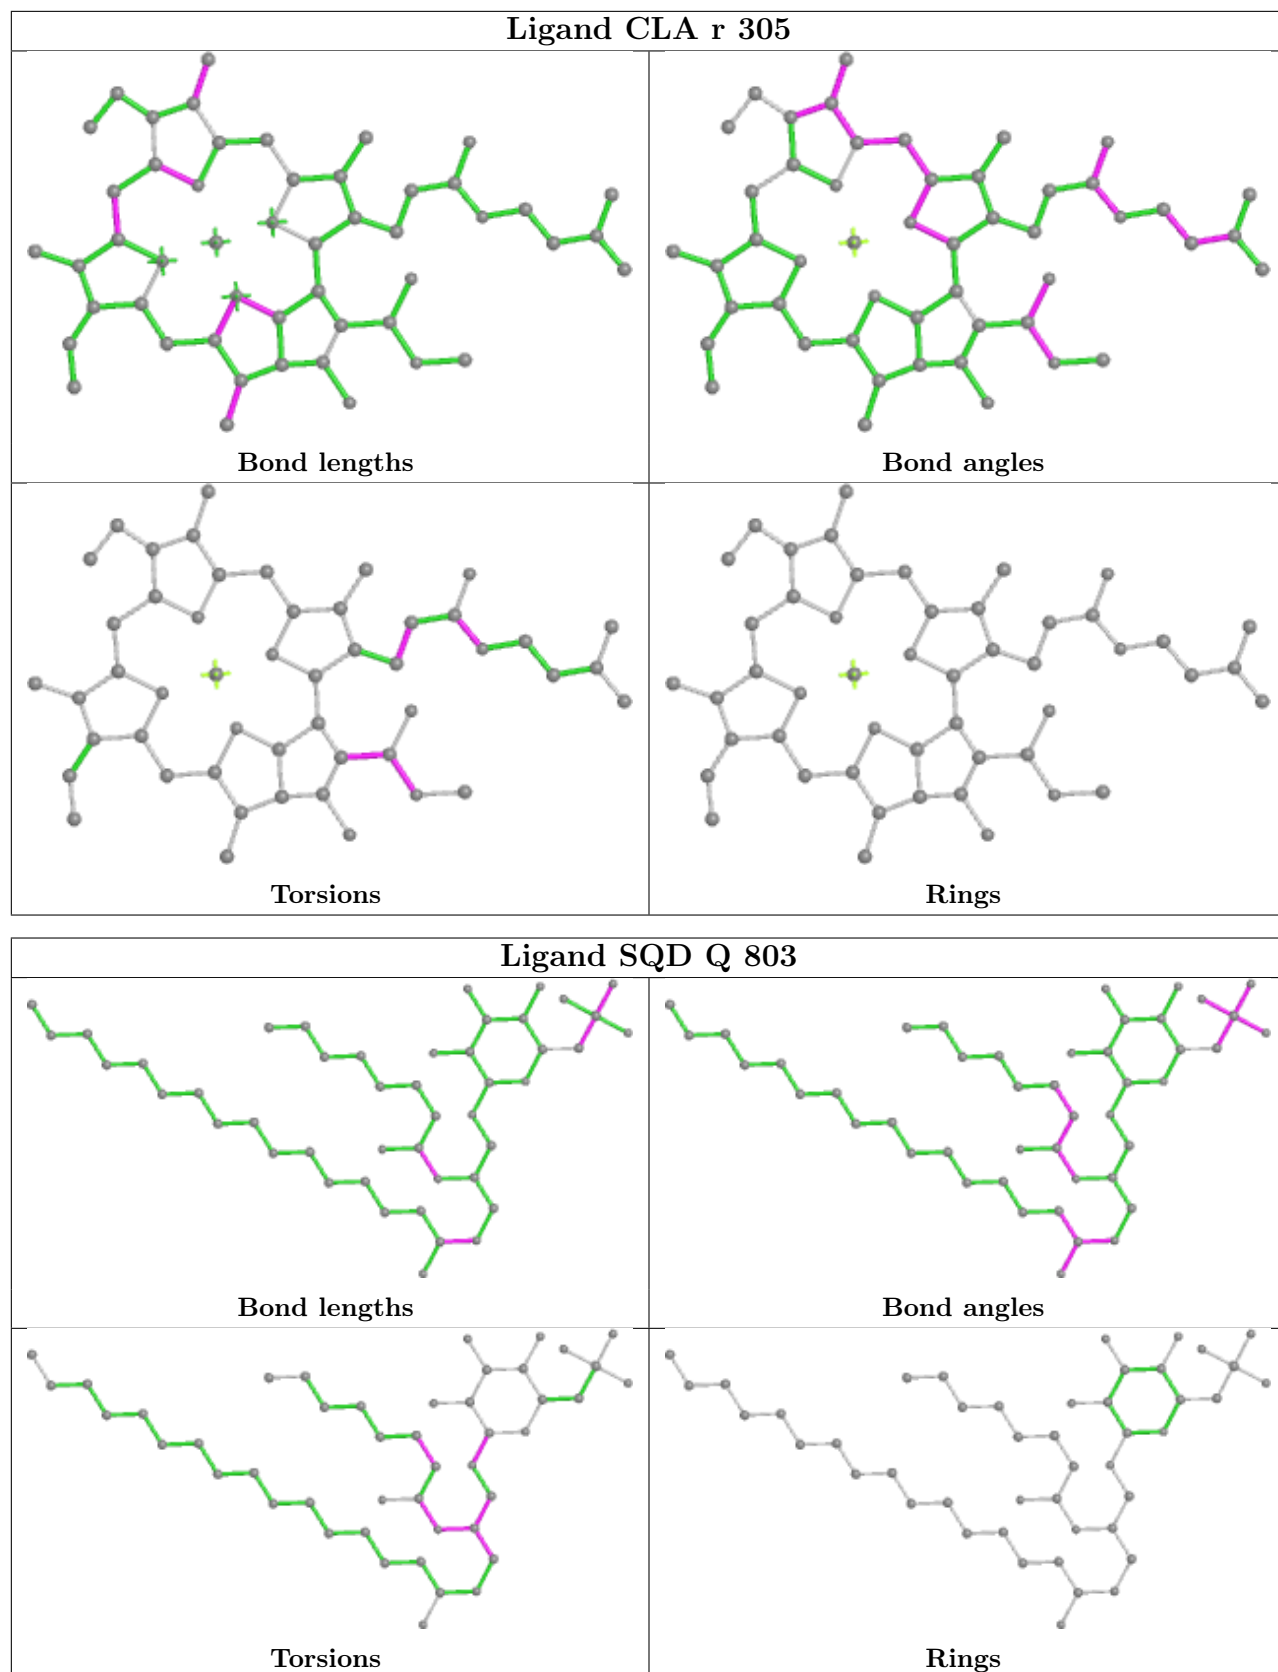 Ligand CLA r 305
Bond lengths
Bond angles
Torsions
Rings
Ligand SQD Q 803
Bond lengths
Bond angles
Torsions
Rings